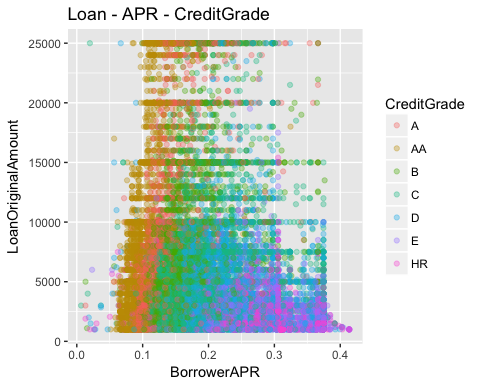 Loan - APR - CreditGrade
25000
20000
15000
10000
5000
0
LoanOriginalAmount
0.0
0.1
0.2
0.3
0.4
BorrowerAPR
CreditGrade
A
AA
B
C
D
E
HR